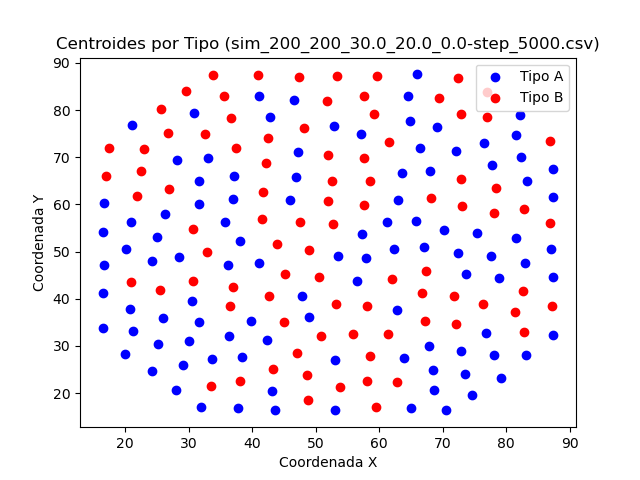 Centroides por Tipo (sim_200_200_30.0_20.0_0.0-step_5000.csv)
Tipo A
Tipo B
Coordenada Y
90
80
70
60
50
40
30
20
20 30 40 50 60 70 80 90
Coordenada X